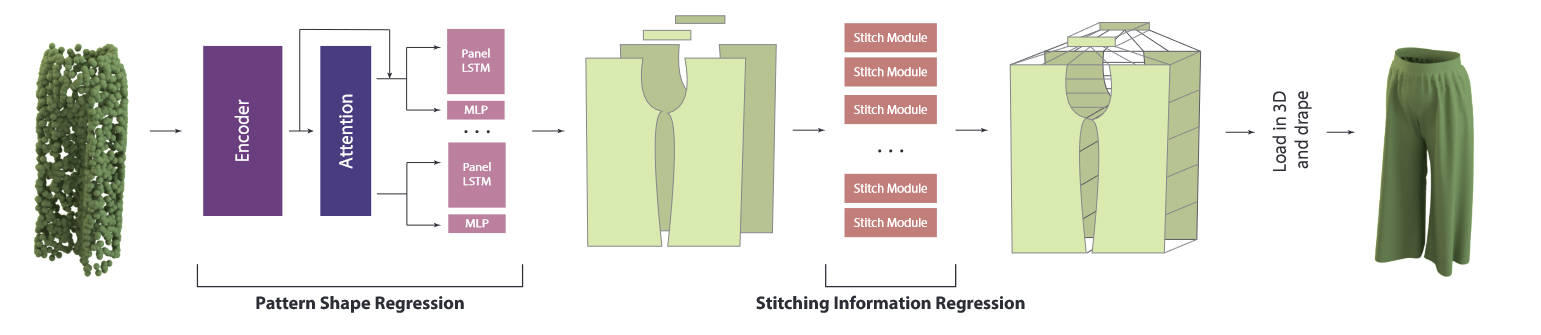 Encoder
Attention
Panel
LSTM
MLP
...
Panel
LSTM
MLP
Stitch Module
Stitch Module
Stitch Module
...
Stitch Module
Stitch Module
Load in 3D
and drape
Pattern Shape Regression
Stitching Information Regression